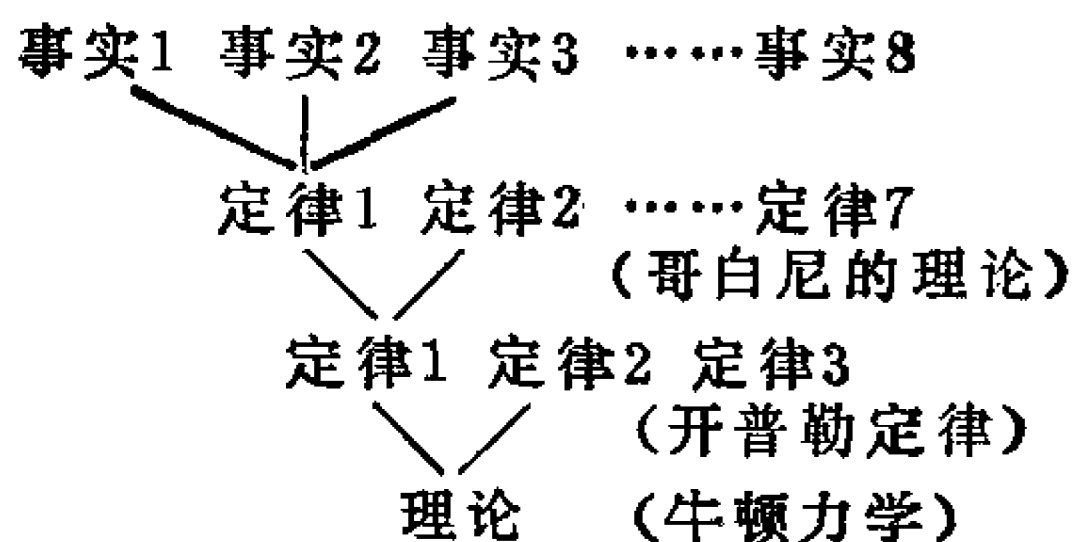 事实1 事实2 事实3 ……事实8
定律1 定律2 ……定律7
（哥白尼的理论）
定律1 定律2 定律3
（开普勒定律）
理论 （牛顿力学）